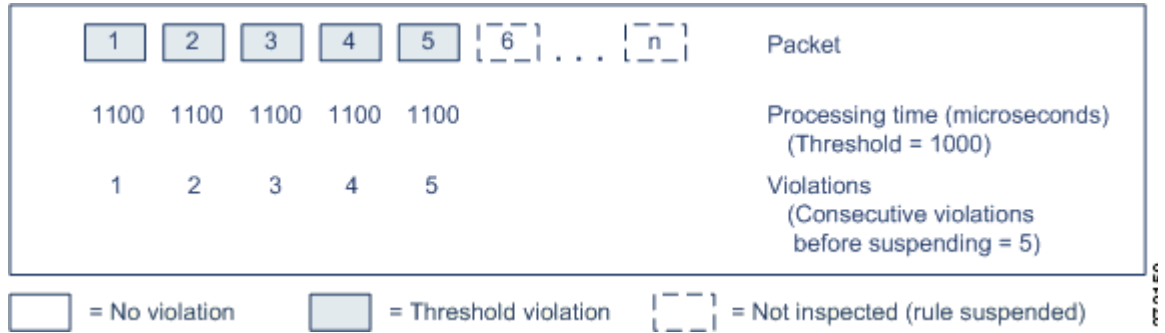 1 2 3 4 5 6 . . . n Packet
1100 1100 1100 1100 1100 Processing time (microseconds)
(Threshold = 1000)
1 2 3 4 5 Violations
(Consecutive violations
before suspending = 5)
= No violation = Threshold violation = Not inspected (rule suspended)